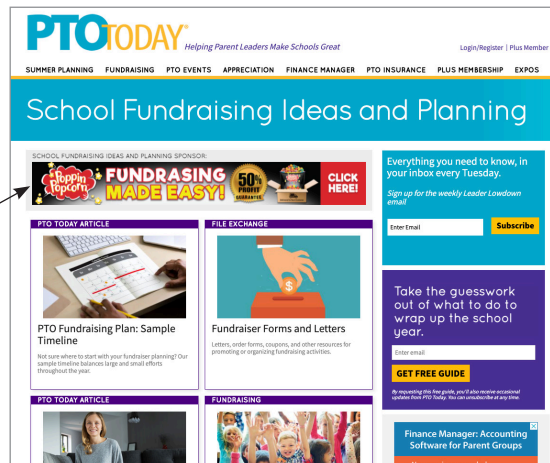 PTOTODAY® Helping Parent Leaders Make Schools Great
Login/Register | Plus Member
SUMMER PLANNING FUNDRAISING PTO EVENTS APPRECIATION FINANCE MANAGER PTO INSURANCE PLUS MEMBERSHIP EXPOS
School Fundraising Ideas and Planning
SCHOOL FUNDRAISING IDEAS AND PLANNING SPONSOR:
Poppin
Popcorn
FUNDRASING
MADE EASY!
50%
PROFIT
GUARANTEE
CLICK
HERE!
PTO TODAY ARTICLE
PTO Fundraising Plan: Sample
Timeline
Not sure where to start with your fundraiser planning? Our
sample timeline balances large and small efforts
throughout the year.
FILE EXCHANGE
$
Fundraiser Forms and Letters
Letters, order forms, coupons, and other resources for
promoting or organizing fundraising activities.
PTO TODAY ARTICLE
FUNDRAISING
Everything you need to know, in
your inbox every Tuesday.
Sign up for the weekly Leader Lowdown
email
Enter Email
Subscribe
Take the guesswork
out of what to do to
wrap up the school
year.
Enter email
GET FREE GUIDE
By requesting this free guide, you'll also receive occasional
updates from PTO Today. You can unsubscribe at any time.
Finance Manager: Accounting
Software for Parent Groups